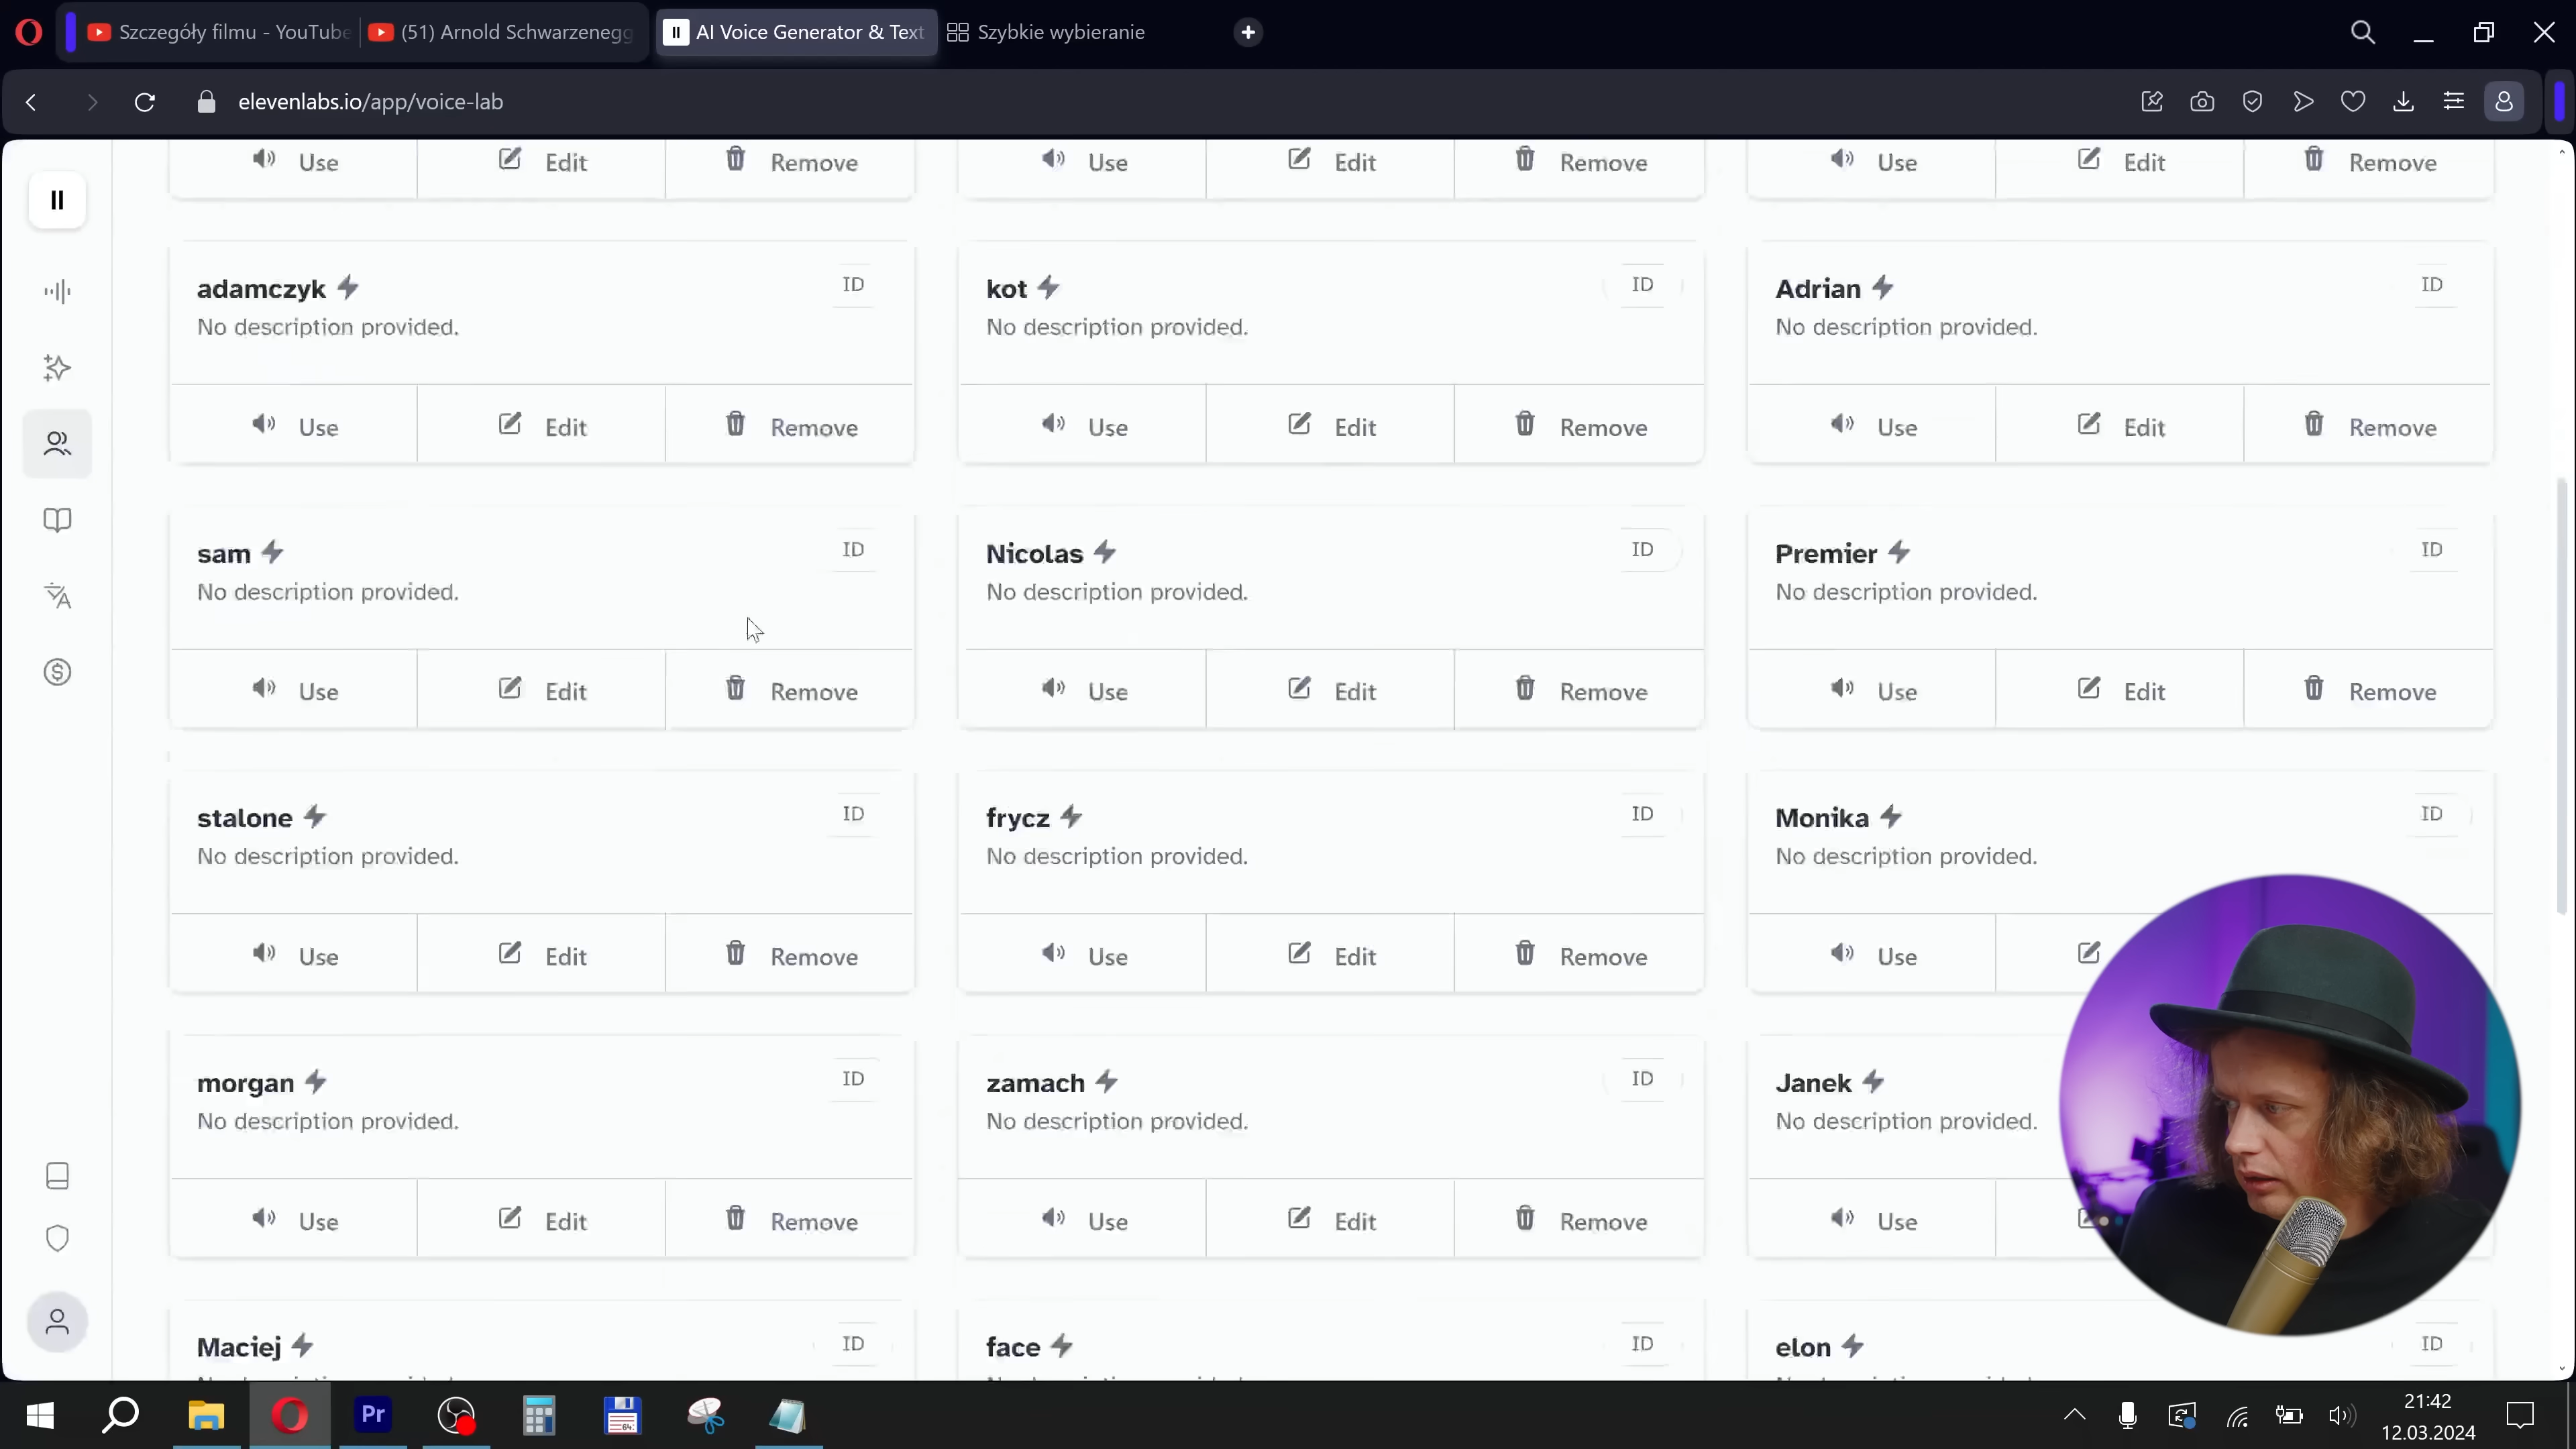 Szczegóły filmu - YouTube
(51) Arnold Schwarzenegg
AI Voice Generator & Text
Szybkie wybieranie
elevenlabs.io/app/voice-lab
Use Edit Remove Use Edit Remove Use Edit Remove
adamczyk ID kot ID Adrian ID
No description provided. No description provided. No description provided.
Use Edit Remove Use Edit Remove Use Edit Remove
sam ID Nicolas ID Premier ID
No description provided. No description provided. No description provided.
Use Edit Remove Use Edit Remove Use Edit Remove
stalone ID frycz ID Monika ID
No description provided. No description provided. No description provided.
Use Edit Remove Use Edit Remove Use
morgan ID zamach ID Janek
No description provided. No description provided. No description provided.
Use Edit Remove Use Edit Remove Use
Maciej ID face ID elon ID
Pr
64
21:42
12.03.2024